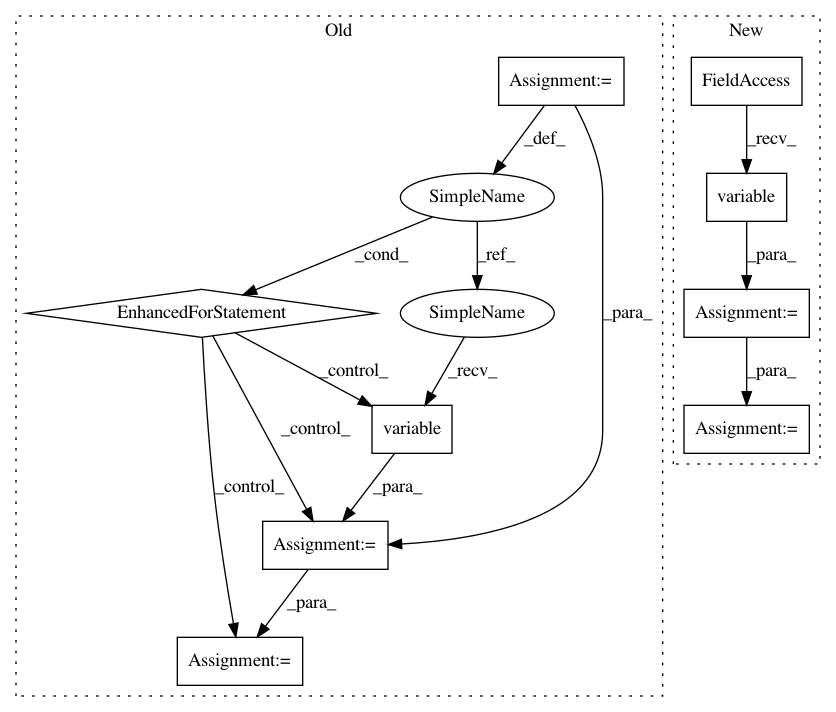 Old
New
Assignment:=
FieldAccess
_def_
_recv_
SimpleName
variable
_cond_
_ref_
_para_
EnhancedForStatement
SimpleName
_para_
Assignment:=
_control_
_recv_
_para_
variable
Assignment:=
_control_
_control_
_para_
Assignment:=
_para_
Assignment:=